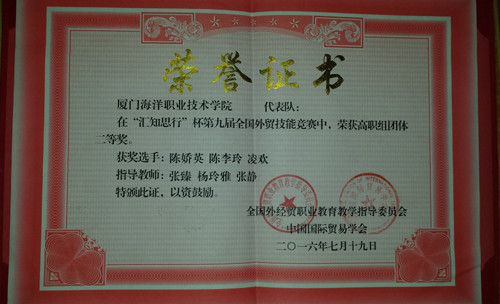 荣誉证书
厦门海洋职业技术学院 代表队：
在“汇知思行”杯第九届全国外贸技能竞赛中，荣获高职组团体
二等奖。
获奖选手：陈娇英 陈李玲 凌欢
指导教师：张臻 杨玲雅 张静
特颁此证，以资鼓励。
全国外经贸职业教育教学指导委员会
中国国际贸易学会
二〇一六年七月十九日